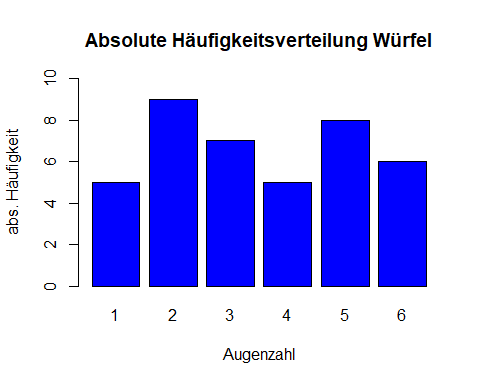 Absolute Häufigkeitsverteilung Würfel
abs. Häufigkeit
10
8
6
4
2
0
1 2 3 4 5 6
Augenzahl